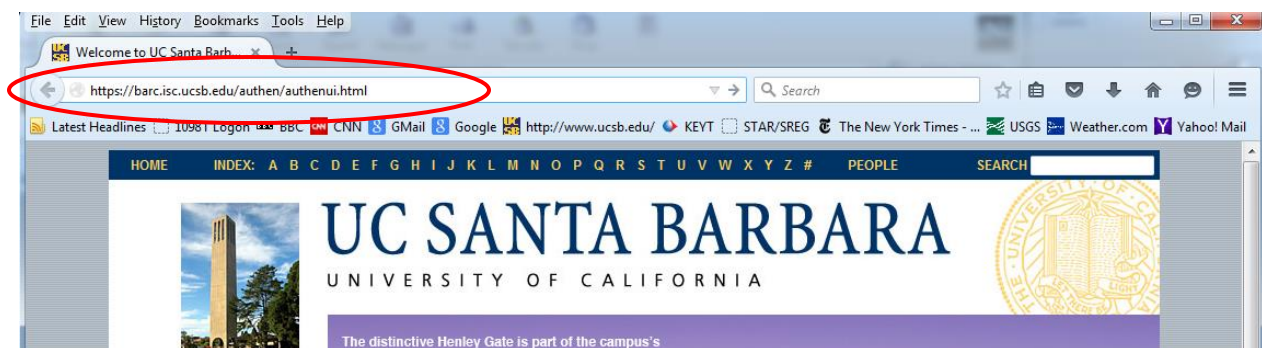 File Edit View History Bookmarks Tools Help
Welcome to UC Santa Barb...
https://barc.isc.ucsb.edu/authen/authenui.html Search
Latest Headlines 10981 Logon BBC CNN GMail Google http://www.ucsb.edu/ KEYT STAR/SREG The New York Times - ... USGS Weather.com Yahoo! Mail
HOME INDEX: A B C D E F G H I J K L M N O P Q R S T U V W X Y Z # PEOPLE SEARCH
UC SANTA BARBARA
UNIVERSITY OF CALIFORNIA
The distinctive Henley Gate is part of the campus's